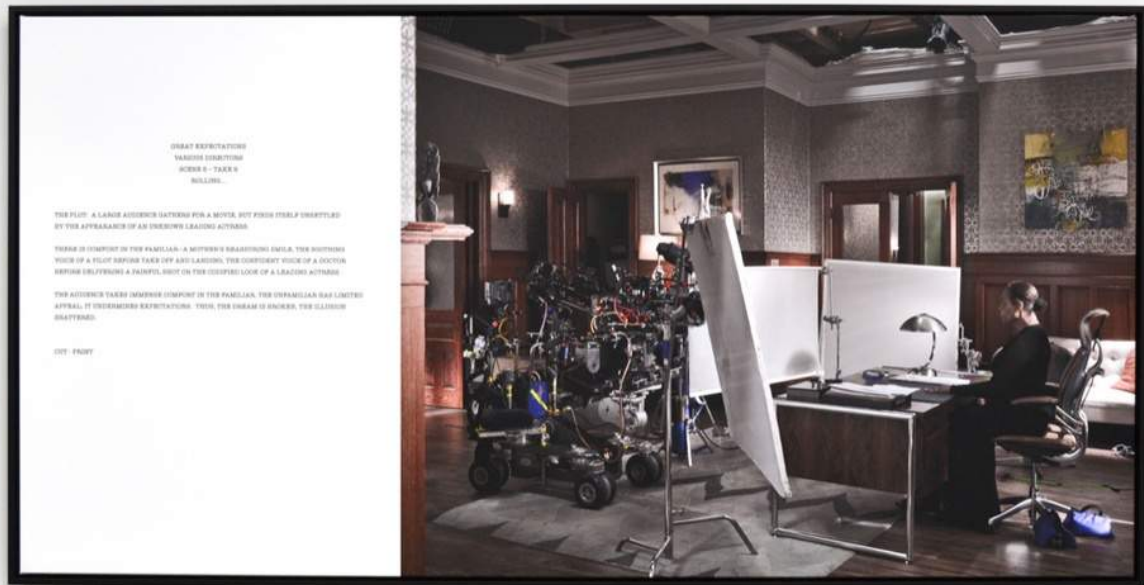 GREAT EXPECTATIONS
VARIOUS DIRECTORS
SCENE 5 - TAKE 8
ROLLING...
THE PLOT: A LARGE AUDIENCE GATHERS FOR A MOVIE, BUT FINDS ITSELF UNSETTLED
BY THE APPEARANCE OF AN UNKNOWN LEADING ACTRESS.
THERE IS COMFORT IN THE FAMILIAR: A MOTHER'S REASSURING SMILE, THE SOOTHING
VOICE OF A PILOT BEFORE TAKE OFF AND LANDING, THE CONFIDENT VOICE OF A DOCTOR
BEFORE DELIVERING A PAINFUL SHOT OR THE CODIFIED LOOK OF A LEADING ACTRESS.
THE AUDIENCE TAKES IMMENSE COMFORT IN THE FAMILIAR. THE UNFAMILIAR HAS LIMITED
APPEAL; IT UNDERMINES EXPECTATIONS. THUS, THE DREAM IS BROKEN, THE ILLUSION
SHATTERED.
CUT - PRINT